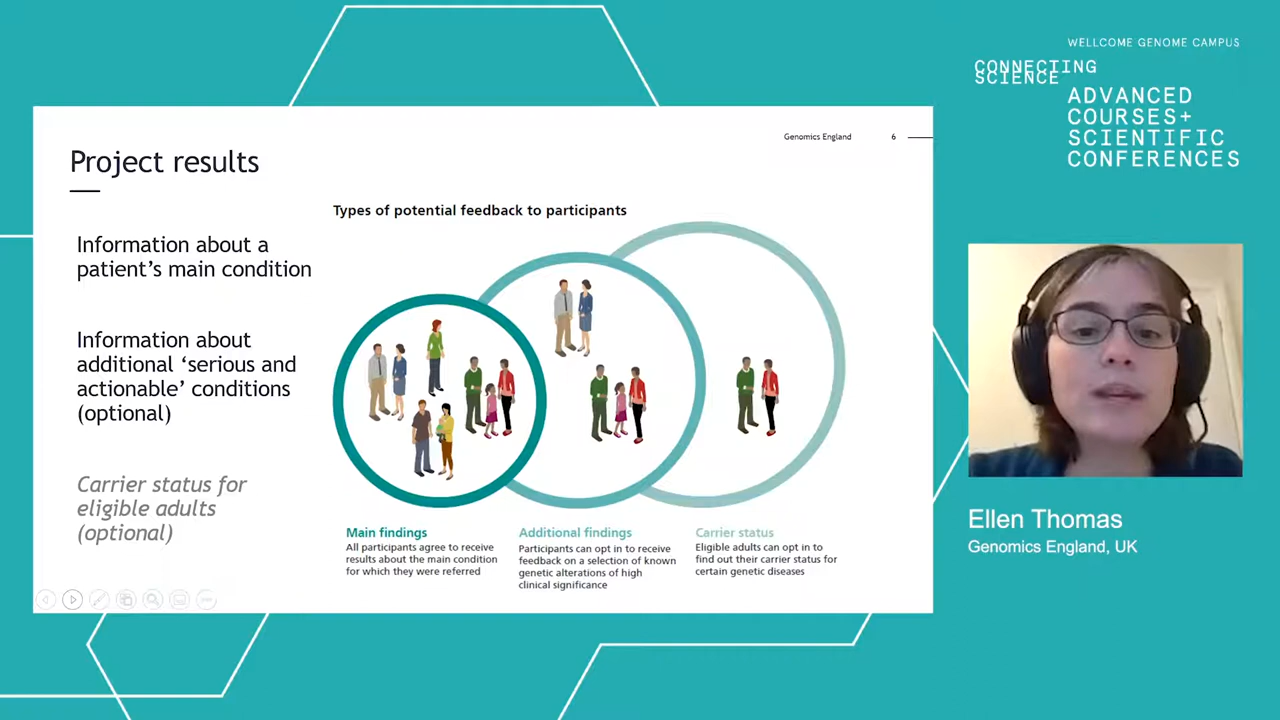 WELLCOME GENOME CAMPUS
CONNECTING
SCIENCE
ADVANCED
COURSES+
SCIENTIFIC
CONFERENCES
Genomics England
6
Project results
Types of potential feedback to participants
Information about a
patient’s main condition
Information about
additional ‘serious and
actionable’ conditions
(optional)
Carrier status for
eligible adults
(optional)
Main findings
All participants agree to receive
results about the main condition
for which they were referred
Additional findings
Participants can opt in to receive
feedback on a selection of known
genetic alterations of high
clinical significance
Carrier status
Eligible adults can opt in to
find out their carrier status for
certain genetic diseases
Ellen Thomas
Genomics England, UK